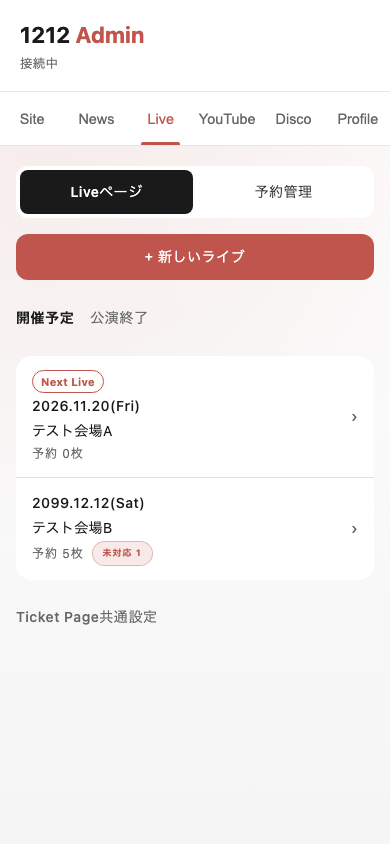 1212 Admin
接続中
Site News Live YouTube Disco Profile
Liveページ 予約管理
+ 新しいライブ
開催予定 公演終了
Next Live
2026.11.20(Fri)
テスト会場A
予約 0枚
›
2099.12.12(Sat)
テスト会場B
予約 5枚 未対応 1
›
Ticket Page共通設定